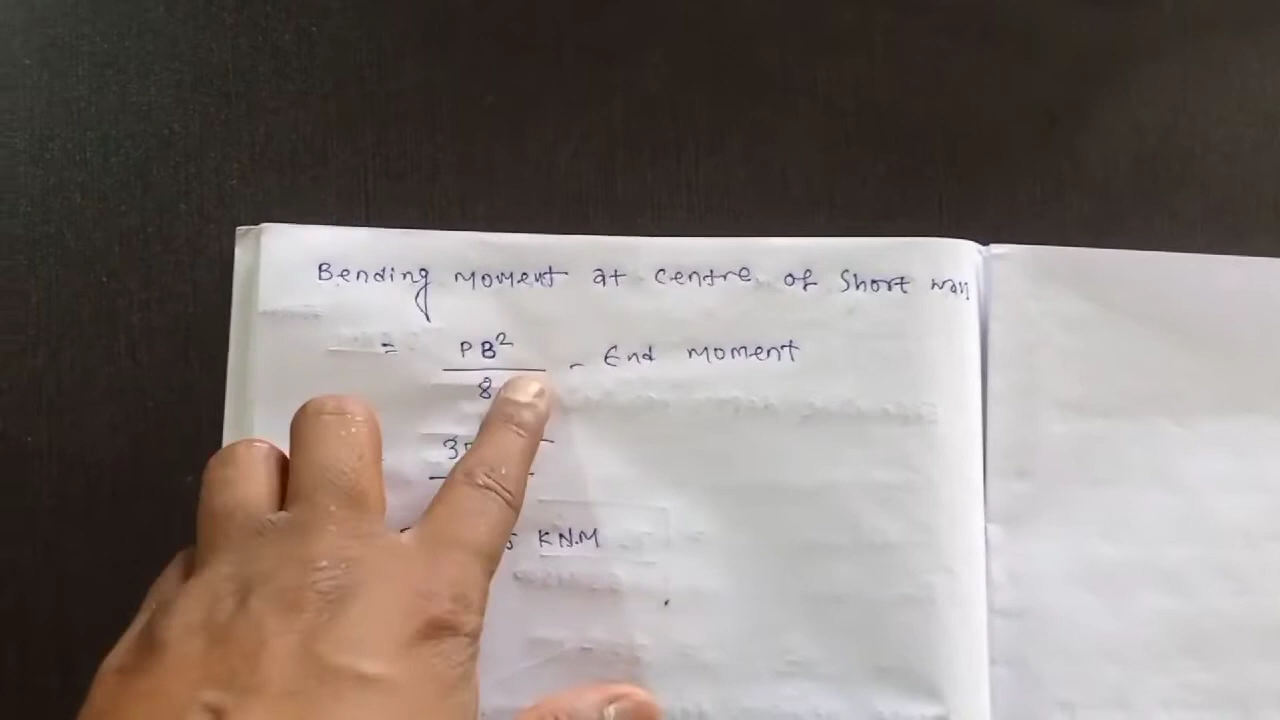 Bending Moment at centre of Short wall
= PB²/8 - End Moment
KN.M